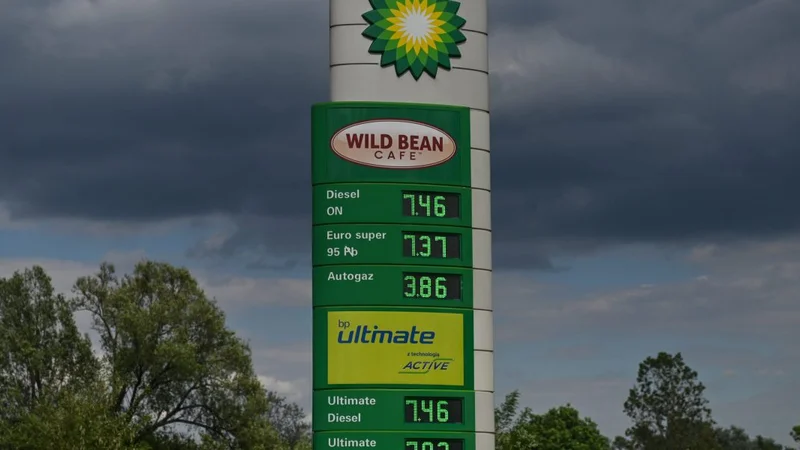 WILD BEAN
CAFE
Diesel
ON
7.46
Euro super
95 Pb
7.37
Autogaz
3.86
bp
ultimate
z technologią
ACTIVE
Ultimate
Diesel
7.46
Ultimate